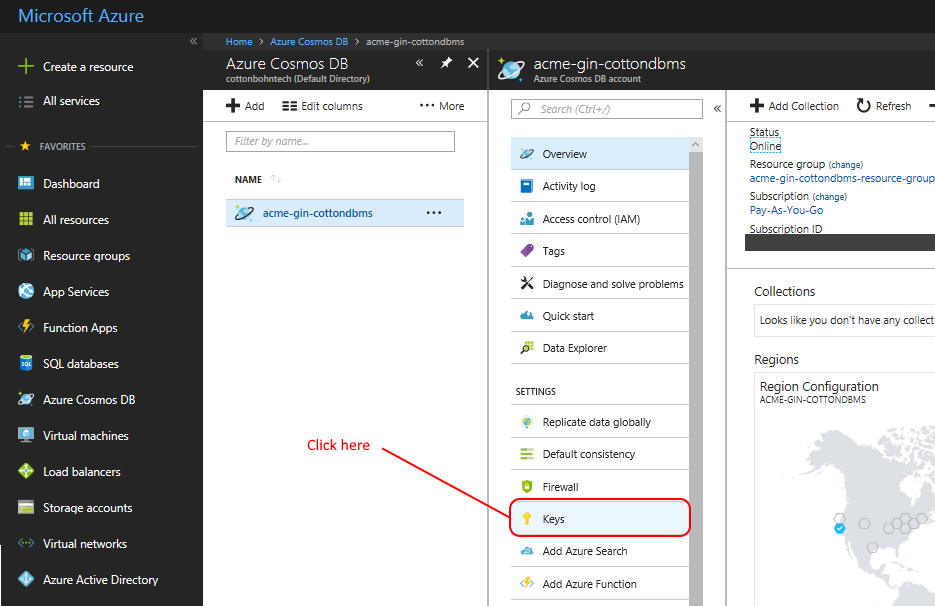 Microsoft Azure
Create a resource
All services
FAVORITES
Dashboard
All resources
Resource groups
App Services
Function Apps
SQL databases
Azure Cosmos DB
Virtual machines
Load balancers
Storage accounts
Virtual networks
Azure Active Directory
Home > Azure Cosmos DB > acme-gin-cottondbms
Azure Cosmos DB
cottonbohntech (Default Directory)
Add Edit columns ••• More
Filter by name...
NAME
acme-gin-cottondbms
Click here
acme-gin-cottondbms
Azure Cosmos DB account
Search (Ctrl+/)
Overview
Activity log
Access control (IAM)
Tags
Diagnose and solve problems
Quick start
Data Explorer
SETTINGS
Replicate data globally
Default consistency
Firewall
Keys
Add Azure Search
Add Azure Function
Add Collection Refresh
Status
Online
Resource group (change)
acme-gin-cottondbms-resource-group
Subscription (change)
Pay-As-You-Go
Subscription ID
Collections
Looks like you don't have any collect
Regions
Region Configuration
ACME-GIN-COTTONDBMS